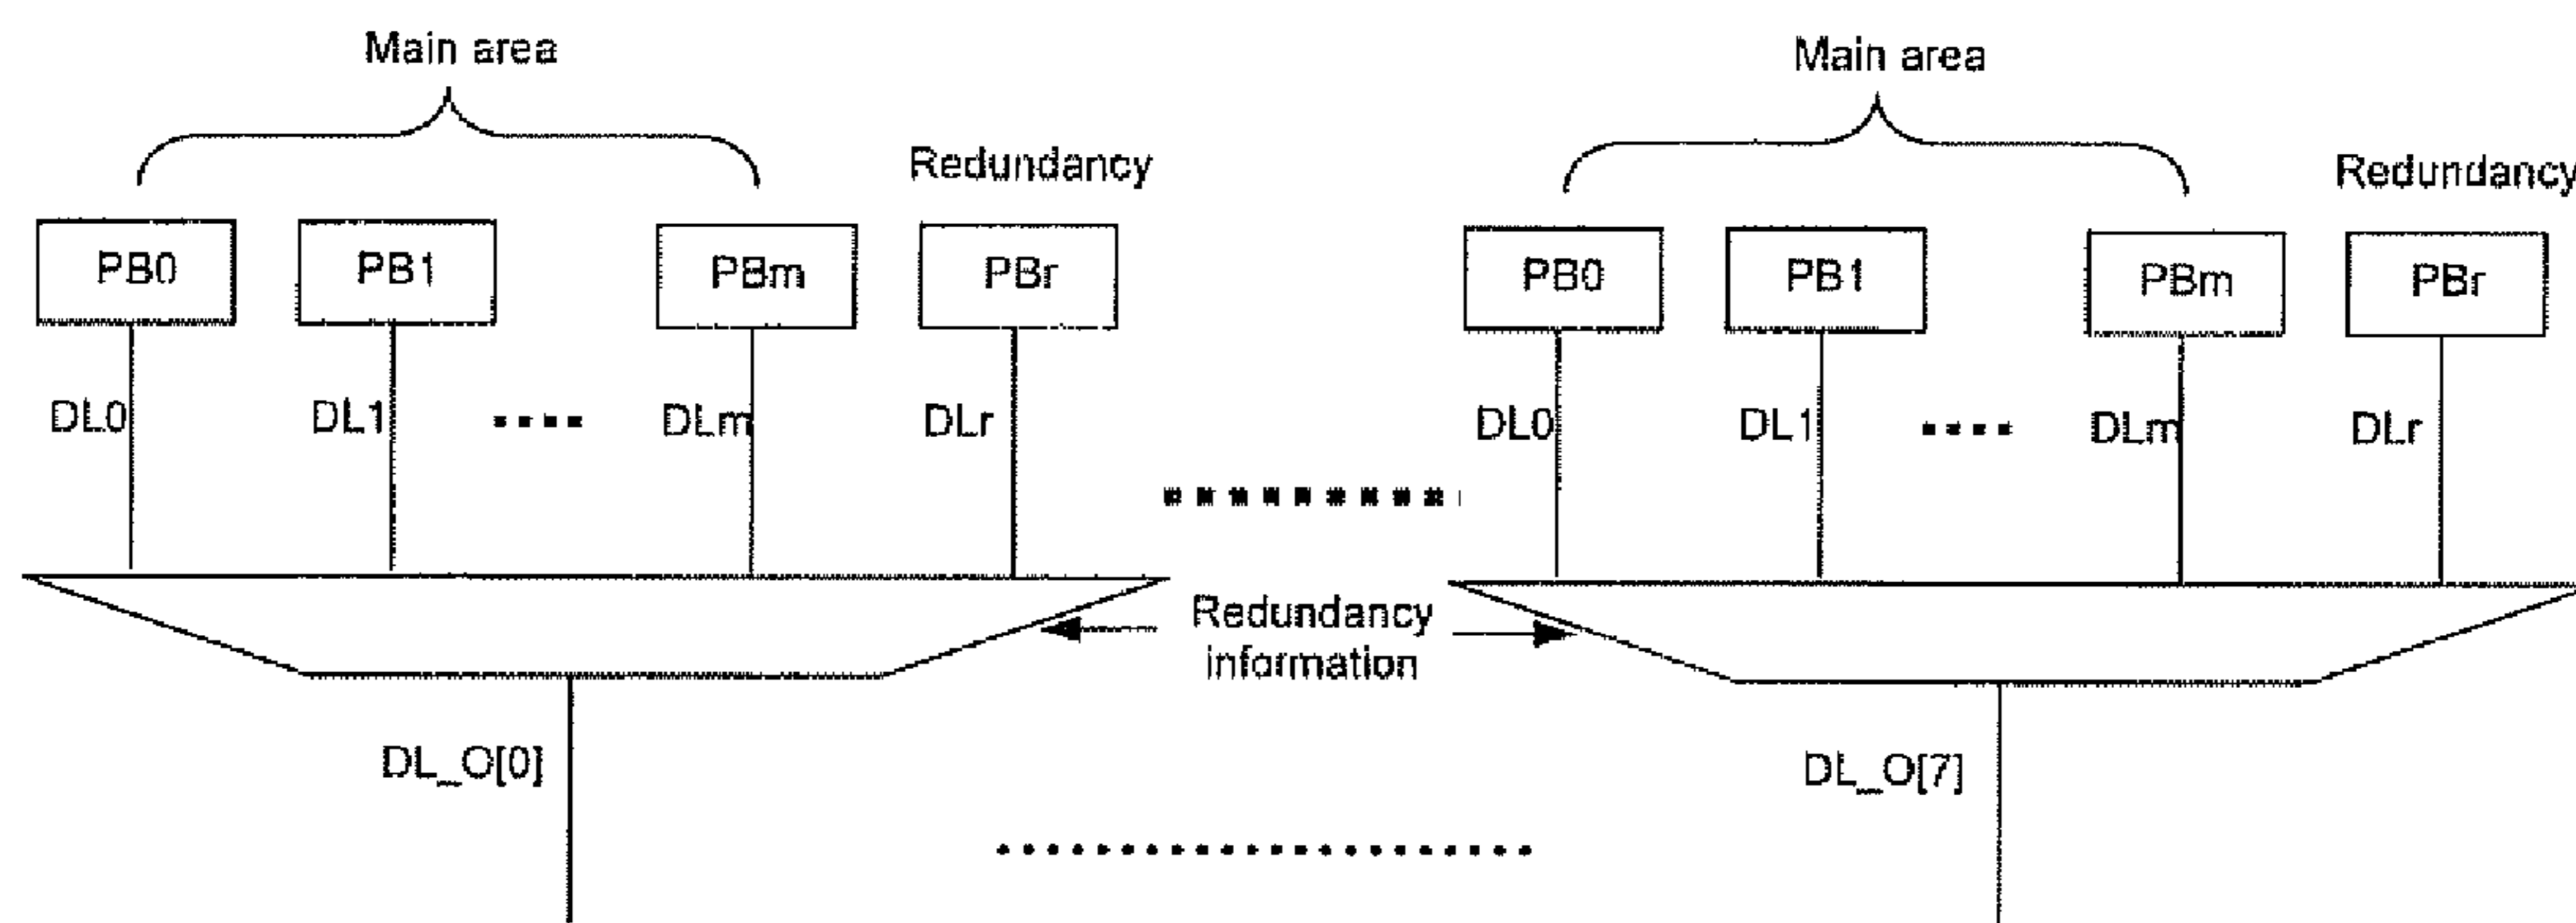 Main area
Main area
Redundancy
Redundancy
PB0 PB1 PBm PBr PB0 PB1 PBm PBr
DL0 DL1 DLm DLr DL0 DL1 DLm DLr
Redundancy
information
DL_O[0] DL_O[7]